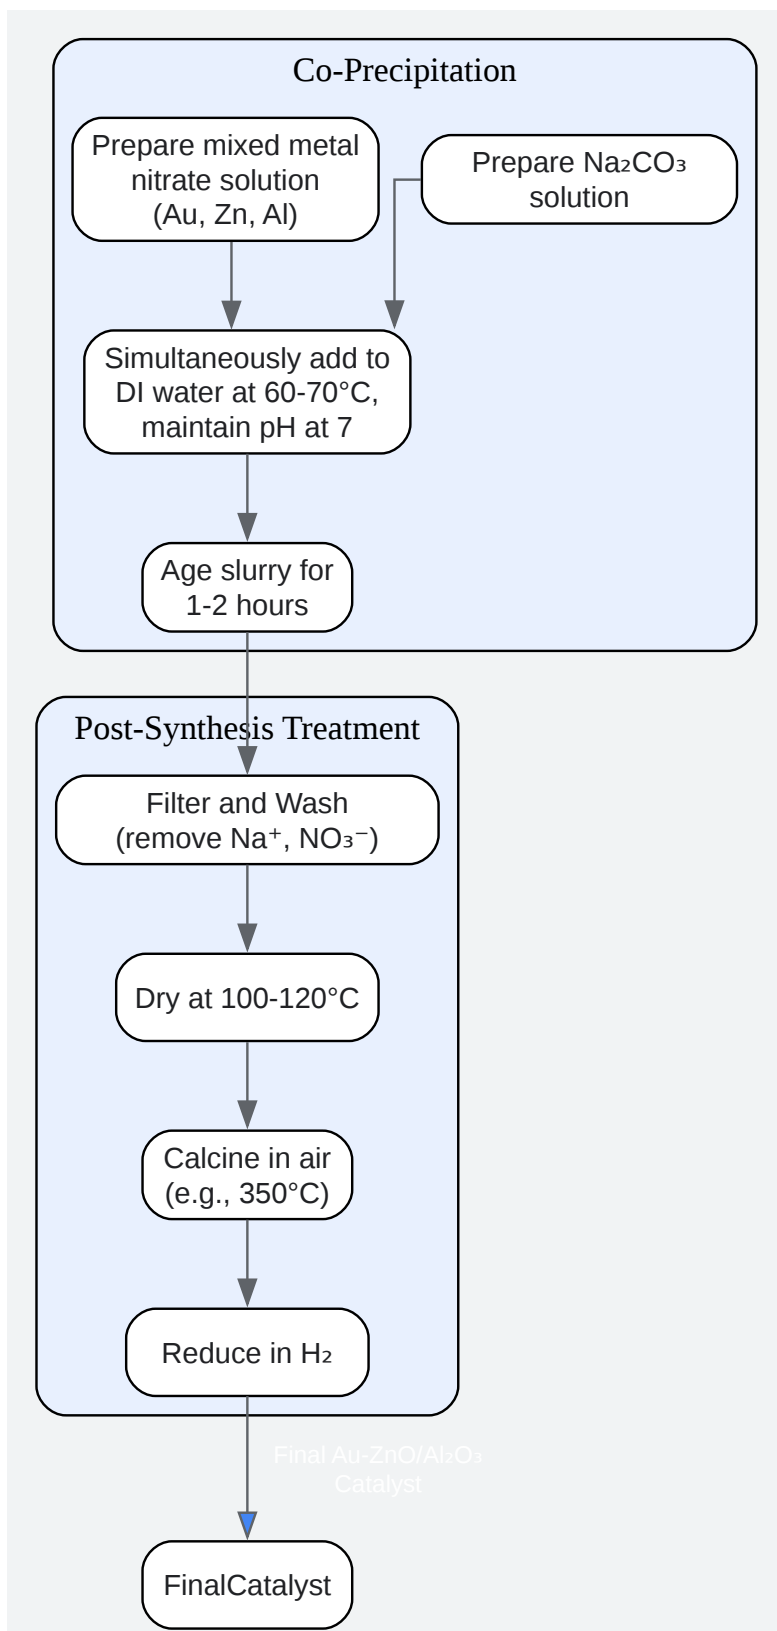 Co-Precipitation
Prepare mixed metal
nitrate solution
(Au, Zn, Al)
Prepare Na₂CO₃
solution
Simultaneously add to
DI water at 60-70°C,
maintain pH at 7
Age slurry for
1-2 hours
Post-Synthesis Treatment
Filter and Wash
(remove Na⁺, NO₃⁻)
Dry at 100-120°C
Calcine in air
(e.g., 350°C)
Reduce in H₂
Final Au-ZnO/Al₂O₃
Catalyst
FinalCatalyst